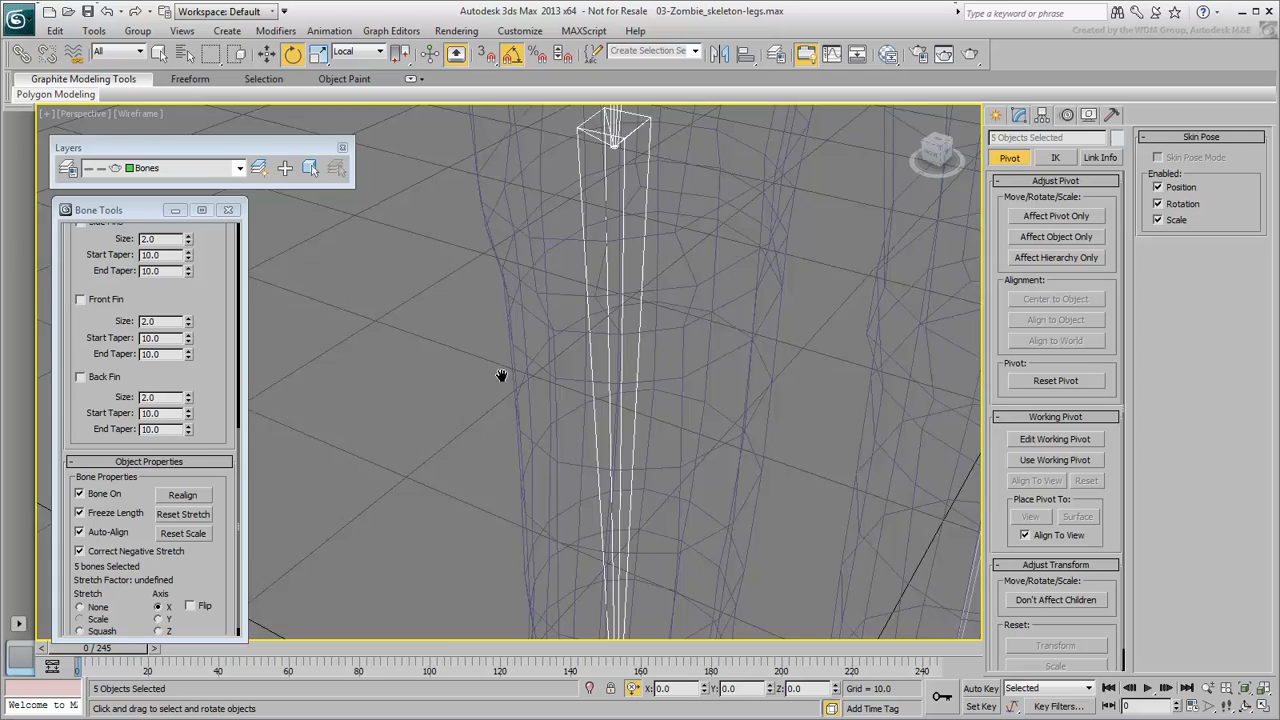 Workspace: Default
Autodesk 3ds Max 2013 x64 - Not for Resale 03-Zombie_skeleton-legs.max
Type a keyword or phrase
Edit Tools Group Views Create Modifiers Animation Graph Editors Rendering Customize MAXScript Help
Created by the WGM Group, Autodesk M&E
All
Local
Create Selection Se
Graphite Modeling Tools Freeform Selection Object Paint
Polygon Modeling
[+] [Perspective] [Wireframe]
Layers
Bones
Bone Tools
Size: 2.0
Start Taper: 10.0
End Taper: 10.0
Front Fin
Size: 2.0
Start Taper: 10.0
End Taper: 10.0
Back Fin
Size: 2.0
Start Taper: 10.0
End Taper: 10.0
Object Properties
Bone Properties:
Bone On
Realign
Freeze Length
Reset Stretch
Auto-Align
Reset Scale
Correct Negative Stretch
5 bones Selected
Stretch Factor: undefined
Stretch Axis
None X Flip
Scale Y
Squash Z
5 Objects Selected
Pivot IK Link Info
Adjust Pivot
Move/Rotate/Scale:
Affect Pivot Only
Affect Object Only
Affect Hierarchy Only
Alignment:
Center to Object
Align to Object
Align to World
Pivot:
Reset Pivot
Working Pivot
Edit Working Pivot
Use Working Pivot
Align To View Reset
Place Pivot To:
View Surface
Align To View
Adjust Transform
Move/Rotate/Scale:
Don't Affect Children
Reset:
Transform
Scale
Skin Pose
Skin Pose Mode
Enabled:
Position
Rotation
Scale
0 / 245
20 40 60 80 100 120 140 160 180 200 220 240
5 Objects Selected
X: 0.0 Y: 0.0 Z: 0.0 Grid = 10.0
Auto Key Selected
Welcome to M
Click and drag to select and rotate objects
Add Time Tag
Set Key Key Filters... 0